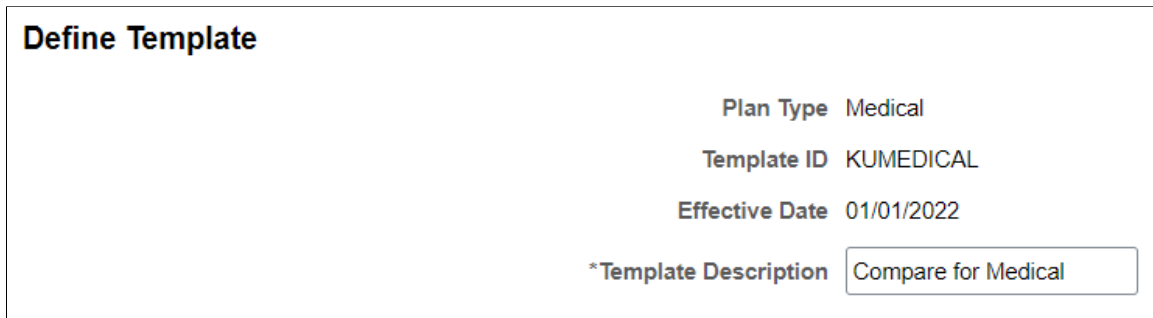 Define Template
Plan Type Medical
Template ID KUMEDICAL
Effective Date 01/01/2022
*Template Description Compare for Medical